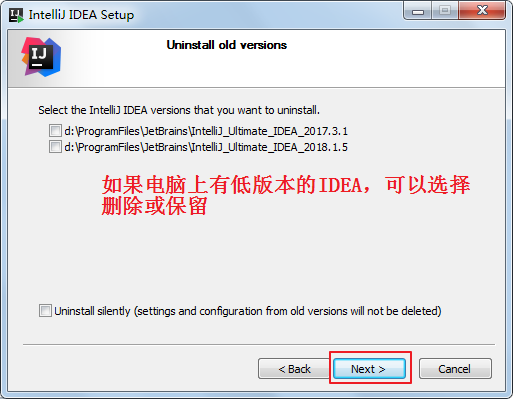 IntelliJ IDEA Setup
Uninstall old versions
IJ
Select the IntelliJ IDEA versions that you want to uninstall.
d:\ProgramFiles\JetBrains\IntelliJ_Ultimate_IDEA_2017.3.1
d:\ProgramFiles\JetBrains\IntelliJ_Ultimate_IDEA_2018.1.5
如果电脑上有低版本的IDEA，可以选择
删除或保留
Uninstall silently (settings and configuration from old versions will not be deleted)
< Back
Next >
Cancel